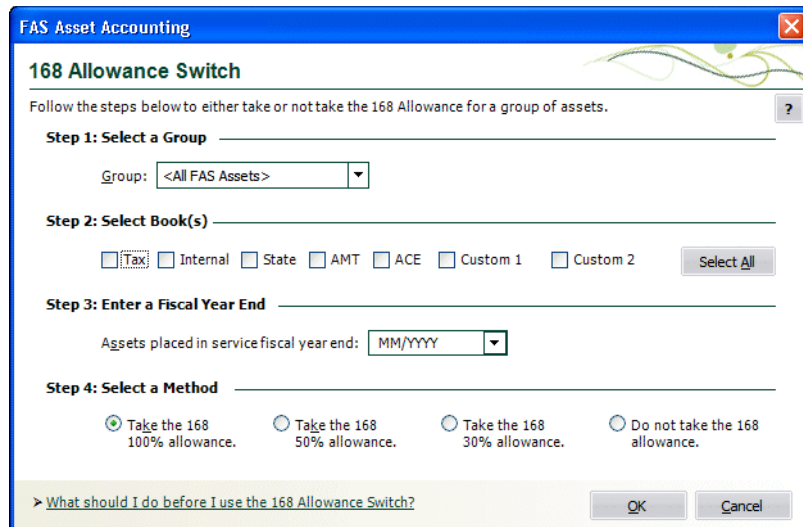 FAS Asset Accounting
168 Allowance Switch
Follow the steps below to either take or not take the 168 Allowance for a group of assets.
?
Step 1: Select a Group
Group: <All FAS Assets>
Step 2: Select Book(s)
Tax Internal State AMT ACE Custom 1 Custom 2 Select All
Step 3: Enter a Fiscal Year End
Assets placed in service fiscal year end: MM/YYYY
Step 4: Select a Method
Take the 168 Take the 168 Take the 168 Do not take the 168
100% allowance. 50% allowance. 30% allowance. allowance.
➤ What should I do before I use the 168 Allowance Switch? OK Cancel